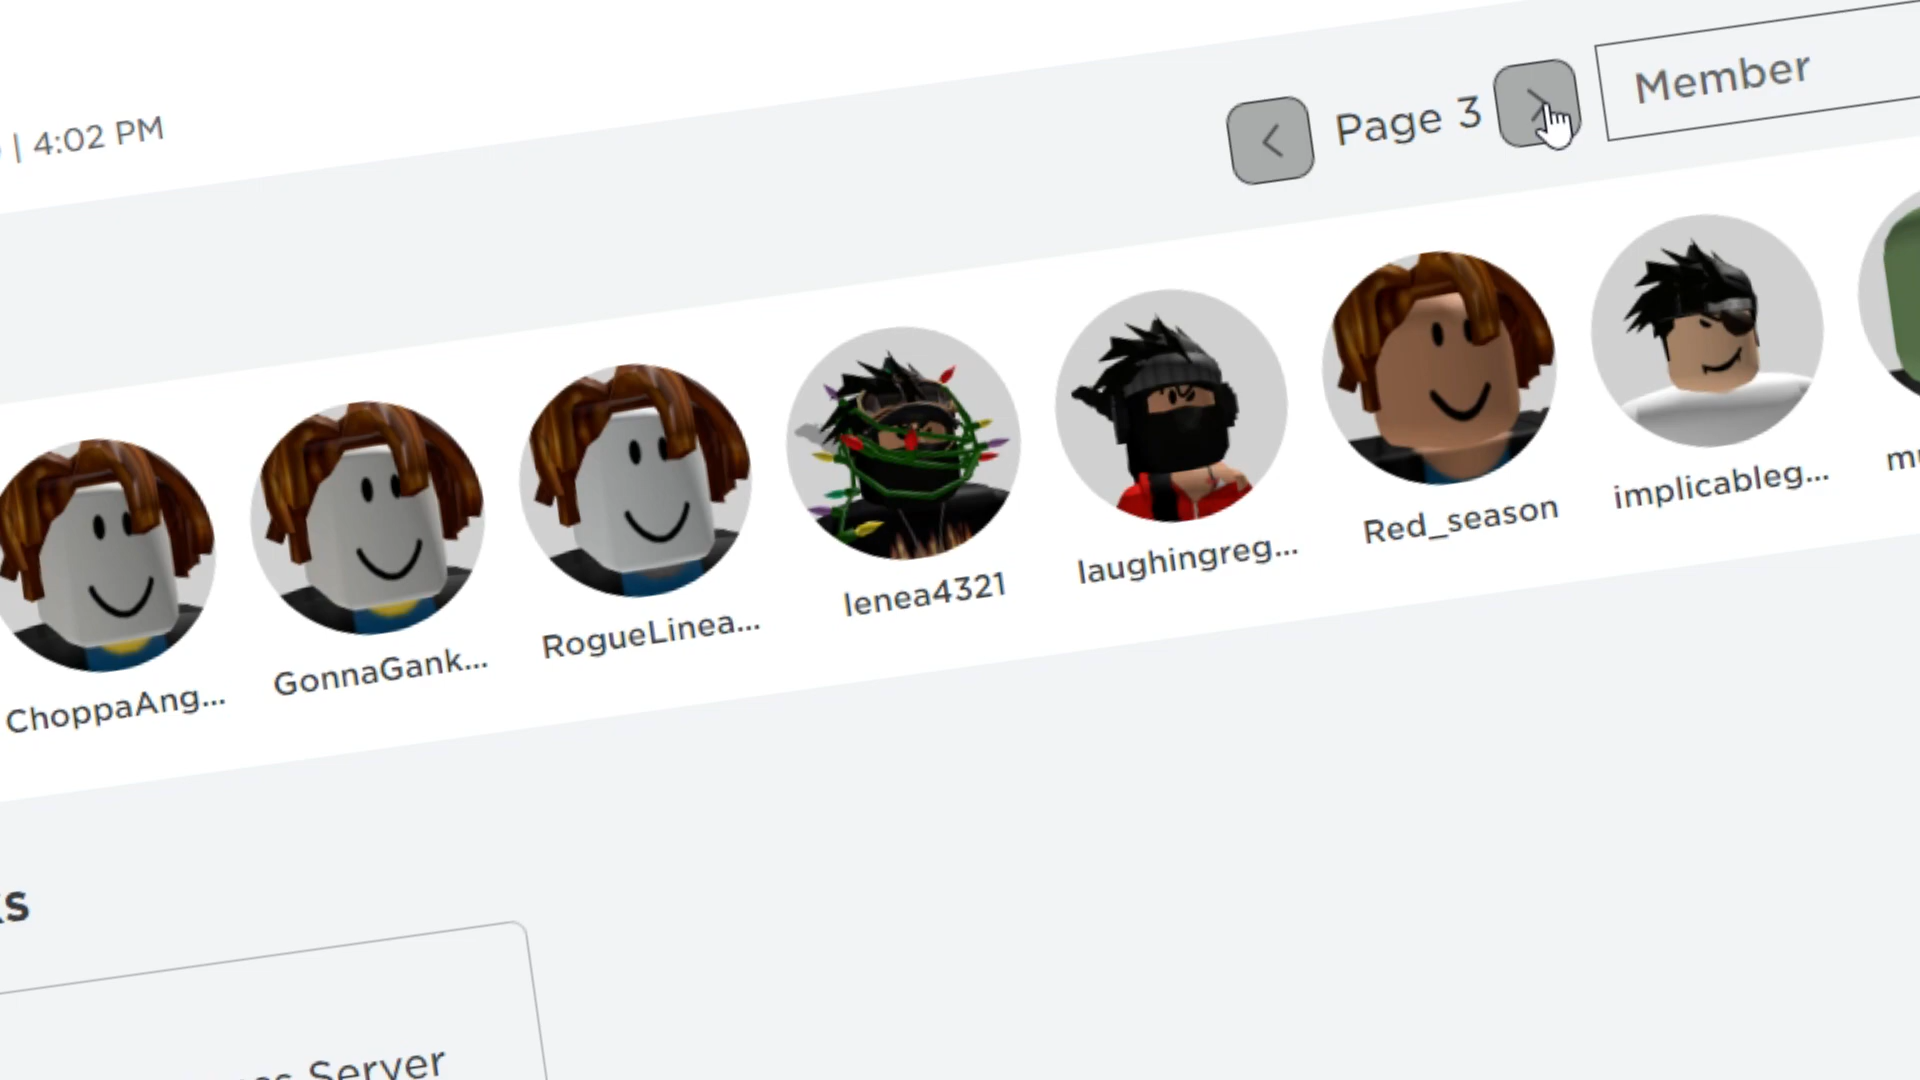 | 4:02 PM
Page 3
Member
ChoppaAng...
GonnaGank...
RogueLinea...
lenea4321
laughingreg...
Red_season
implicableg...
Server